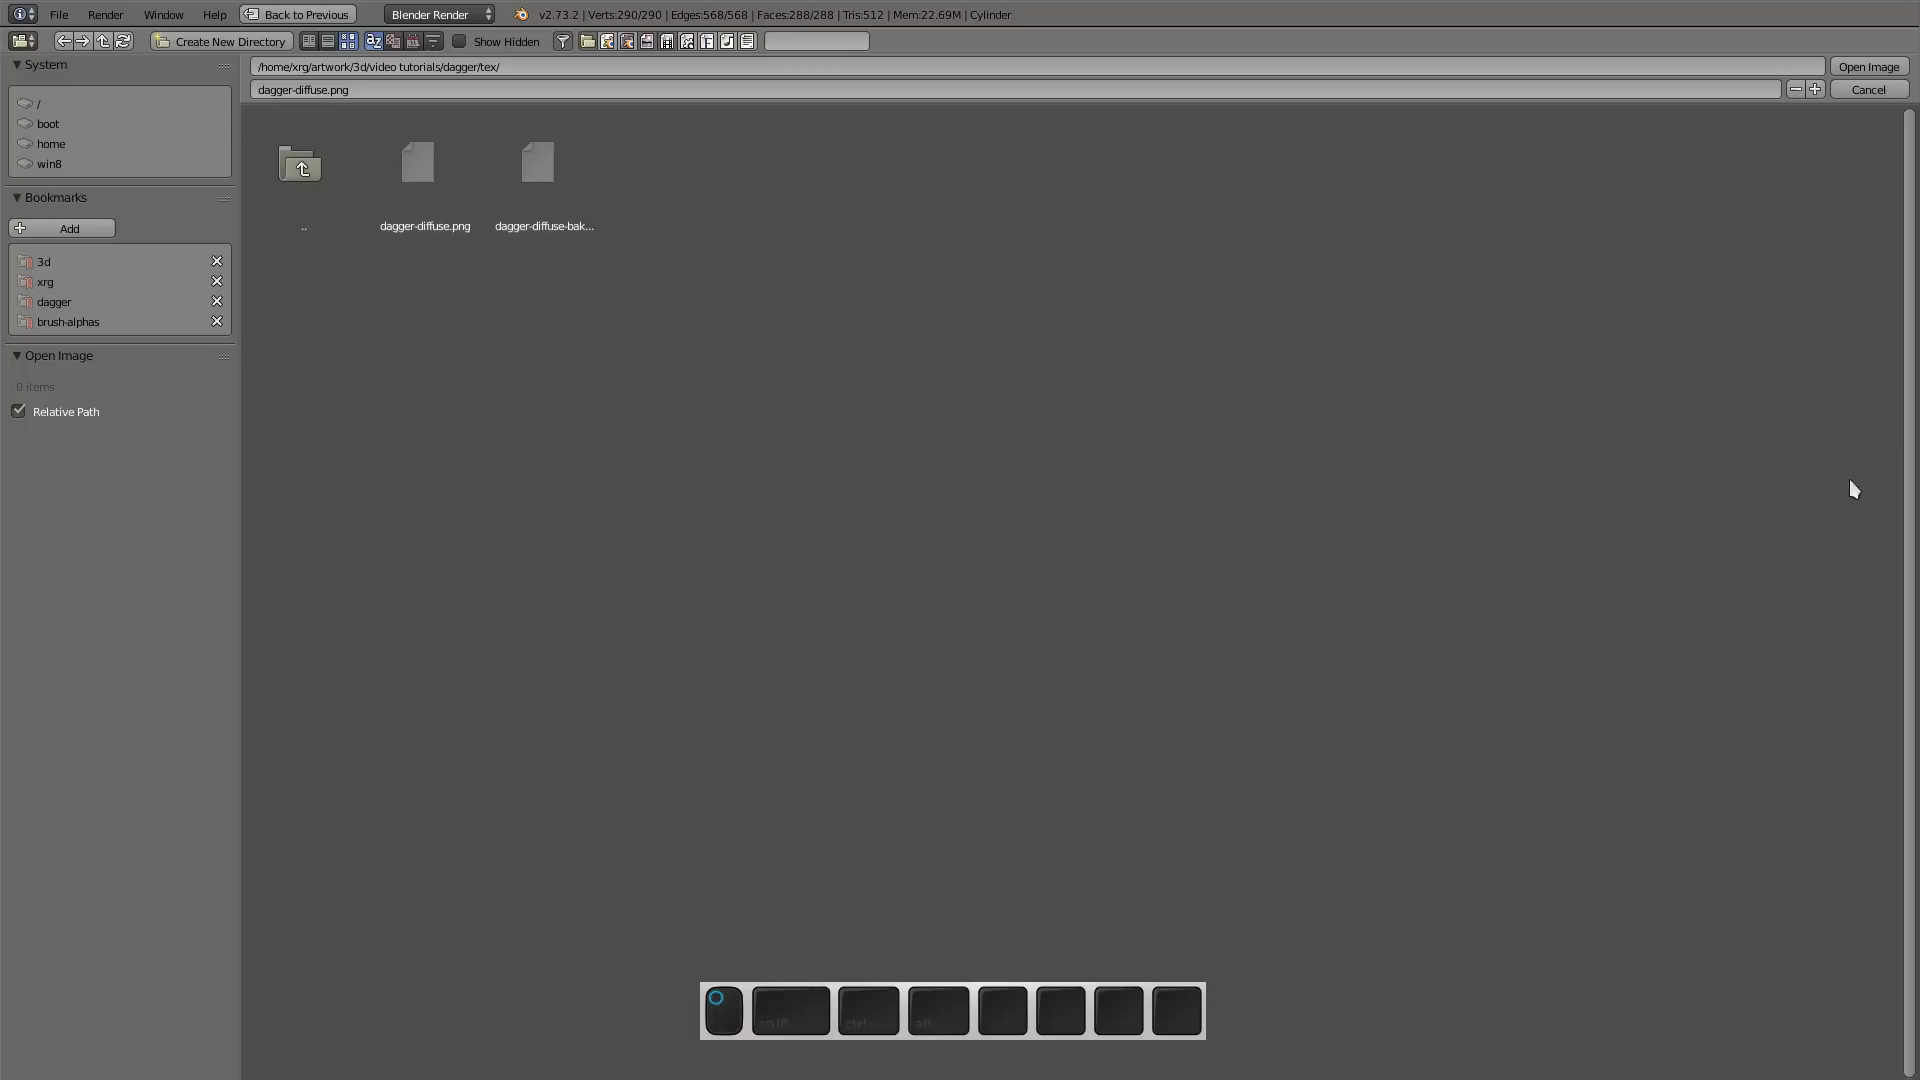 File Render Window Help Back to Previous Blender Render v2.73.2 | Verts:290/290 | Edges:568/568 | Faces:288/288 | Tris:512 | Mem:22.69M | Cylinder
Create New Directory Show Hidden
System
/home/xrg/artwork/3d/video tutorials/dagger/tex/ Open Image
dagger-diffuse.png Cancel
/
boot
home
win8
Bookmarks
Add
.. dagger-diffuse.png dagger-diffuse-bak...
3d
xrg
dagger
brush-alphas
Open Image
0 items
Relative Path
shift ctrl alt